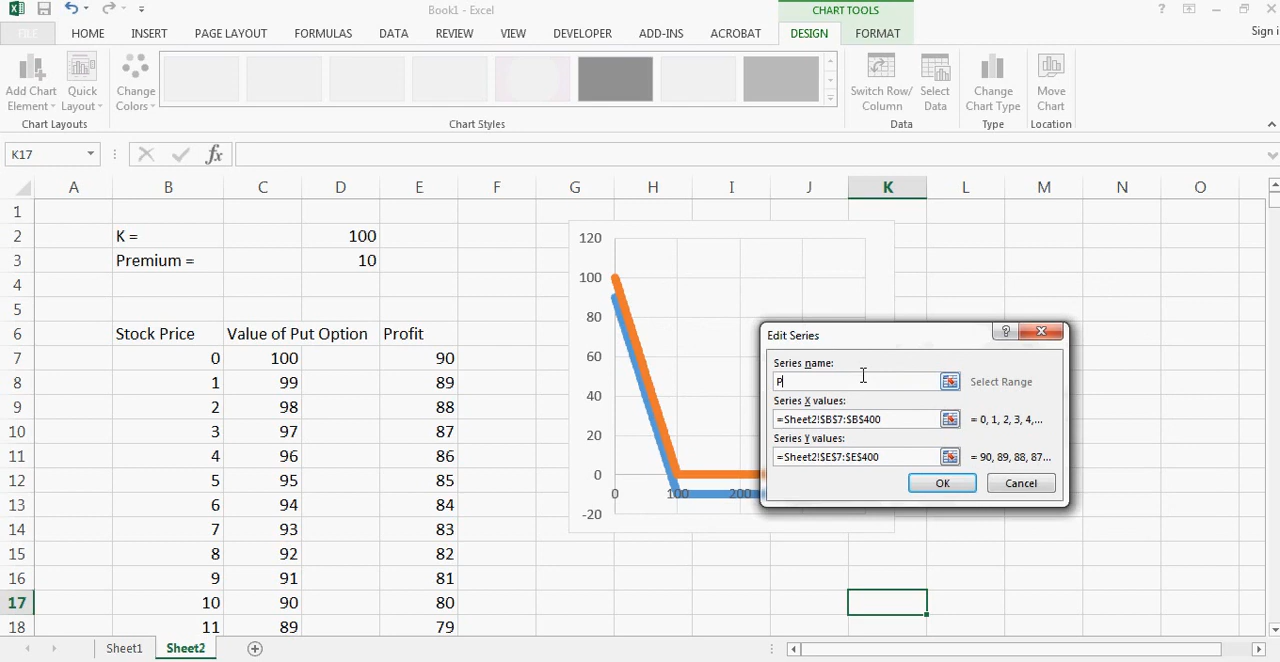 Book1 - Excel
CHART TOOLS
?
FILE
HOME
INSERT
PAGE LAYOUT
FORMULAS
DATA
REVIEW
VIEW
DEVELOPER
ADD-INS
ACROBAT
DESIGN
FORMAT
Sign i
Add Chart
Element
Quick
Layout
Change
Colors
Switch Row/
Column
Select
Data
Change
Chart Type
Move
Chart
Chart Layouts
Chart Styles
Data
Type
Location
K17
fx
A B C D E F G H I J K L M N O
1
2 K = 100
3 Premium = 10
4
5
6 Stock Price Value of Put Option Profit
7 0 100 90
8 1 99 89
9 2 98 88
10 3 97 87
11 4 96 86
12 5 95 85
13 6 94 84
14 7 93 83
15 8 92 82
16 9 91 81
17 10 90 80
18 11 89 79
120
100
80
60
40
20
0
-20
0 100 200
Edit Series
?
Series name:
P
Select Range
Series X values:
=Sheet2!$B$7:$B$400
= 0, 1, 2, 3, 4,...
Series Y values:
=Sheet2!$E$7:$E$400
= 90, 89, 88, 87...
OK
Cancel
Sheet1
Sheet2